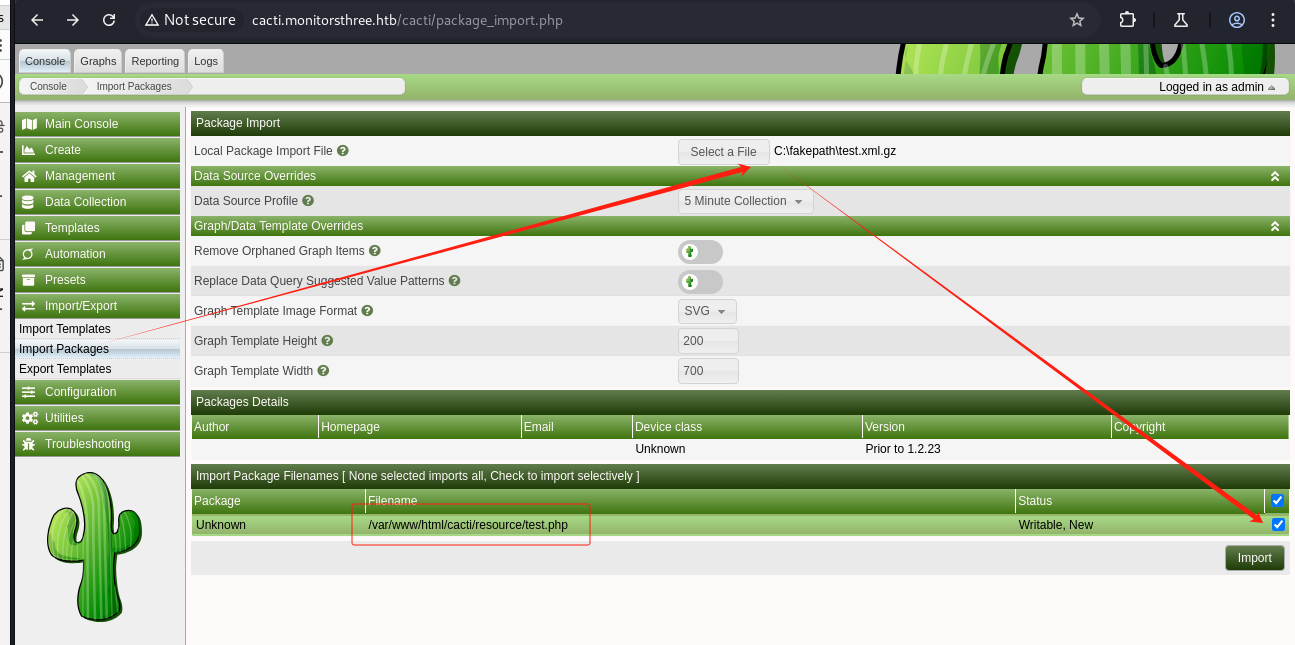 Not secure cacti.monitorsthree.htb/cacti/package_import.php
Console Graphs Reporting Logs
Console Import Packages Logged in as admin
Main Console
Create
Management
Data Collection
Templates
Automation
Presets
Import/Export
Import Templates
Import Packages
Export Templates
Configuration
Utilities
Troubleshooting
Package Import
Local Package Import File Select a File C:\fakepath\test.xml.gz
Data Source Overrides
Data Source Profile 5 Minute Collection
Graph/Data Template Overrides
Remove Orphaned Graph Items
Replace Data Query Suggested Value Patterns
Graph Template Image Format SVG
Graph Template Height 200
Graph Template Width 700
Packages Details
Author Homepage Email Device class Version Copyright
Unknown Prior to 1.2.23
Import Package Filenames [ None selected imports all, Check to import selectively ]
Package Filename Status
Unknown /var/www/html/cacti/resource/test.php Writable, New
Import